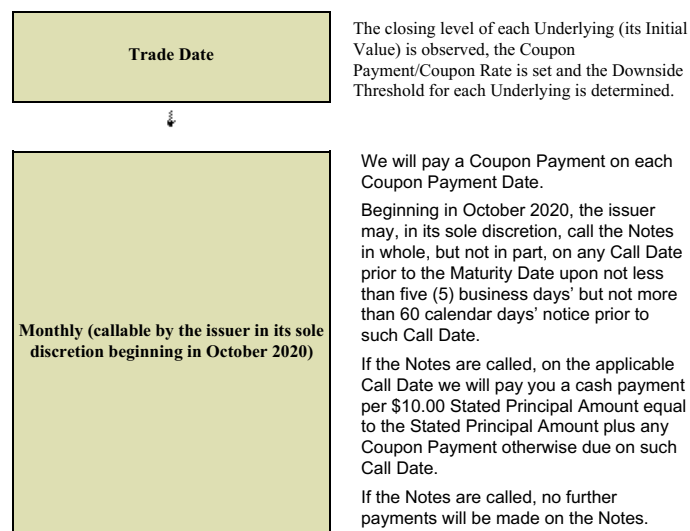 Trade Date
The closing level of each Underlying (its Initial
Value) is observed, the Coupon
Payment/Coupon Rate is set and the Downside
Threshold for each Underlying is determined.
Monthly (callable by the issuer in its sole
discretion beginning in October 2020)
We will pay a Coupon Payment on each
Coupon Payment Date.
Beginning in October 2020, the issuer
may, in its sole discretion, call the Notes
in whole, but not in part, on any Call Date
prior to the Maturity Date upon not less
than five (5) business days’ but not more
than 60 calendar days’ notice prior to
such Call Date.
If the Notes are called, on the applicable
Call Date we will pay you a cash payment
per $10.00 Stated Principal Amount equal
to the Stated Principal Amount plus any
Coupon Payment otherwise due on such
Call Date.
If the Notes are called, no further
payments will be made on the Notes.